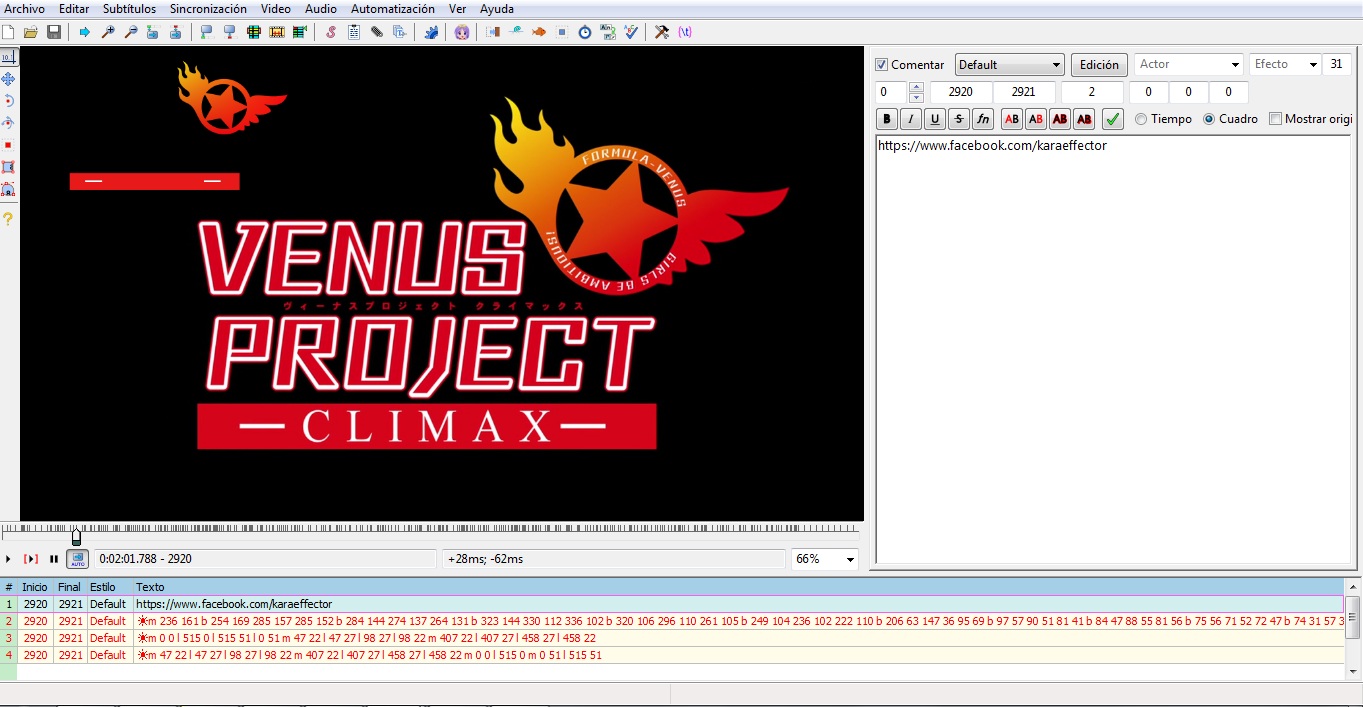 Archivo Editar Subtítulos Sincronización Video Audio Automatización Ver Ayuda
Comentar Default Edición Actor Efecto 31
0 2920 2921 2 0 0 0
B I U S fn AB AB AB AB Tiempo Cuadro Mostrar origi
https://www.facebook.com/karaeffector
FORMULA-VENUS
GIRLS BE AMBITIOUS!
VENUS
ヴィーナスプロジェクト クライマックス
PROJECT
—CLIMAX—
0:02:01.788 - 2920 +28ms; -62ms 66%
# Inicio Final Estilo Texto
1 2920 2921 Default https://www.facebook.com/karaeffector
2 2920 2921 Default ☀m 236 161 b 254 169 285 157 285 152 b 284 144 274 137 264 131 b 323 144 330 112 336 102 b 320 106 296 110 261 105 b 249 104 236 102 222 110 b 206 63 147 36 95 69 b 97 57 90 51 81 41 b 84 47 88 55 81 56 b 75 56 71 52 72 47 b 74 31 57 3
3 2920 2921 Default ☀m 0 0 l 515 0 l 515 51 l 0 51 m 47 22 l 47 27 l 98 27 l 98 22 m 407 22 l 407 27 l 458 27 l 458 22
4 2920 2921 Default ☀m 47 22 l 47 27 l 98 27 l 98 22 m 407 22 l 407 27 l 458 27 l 458 22 m 0 0 l 515 0 m 0 51 l 515 51